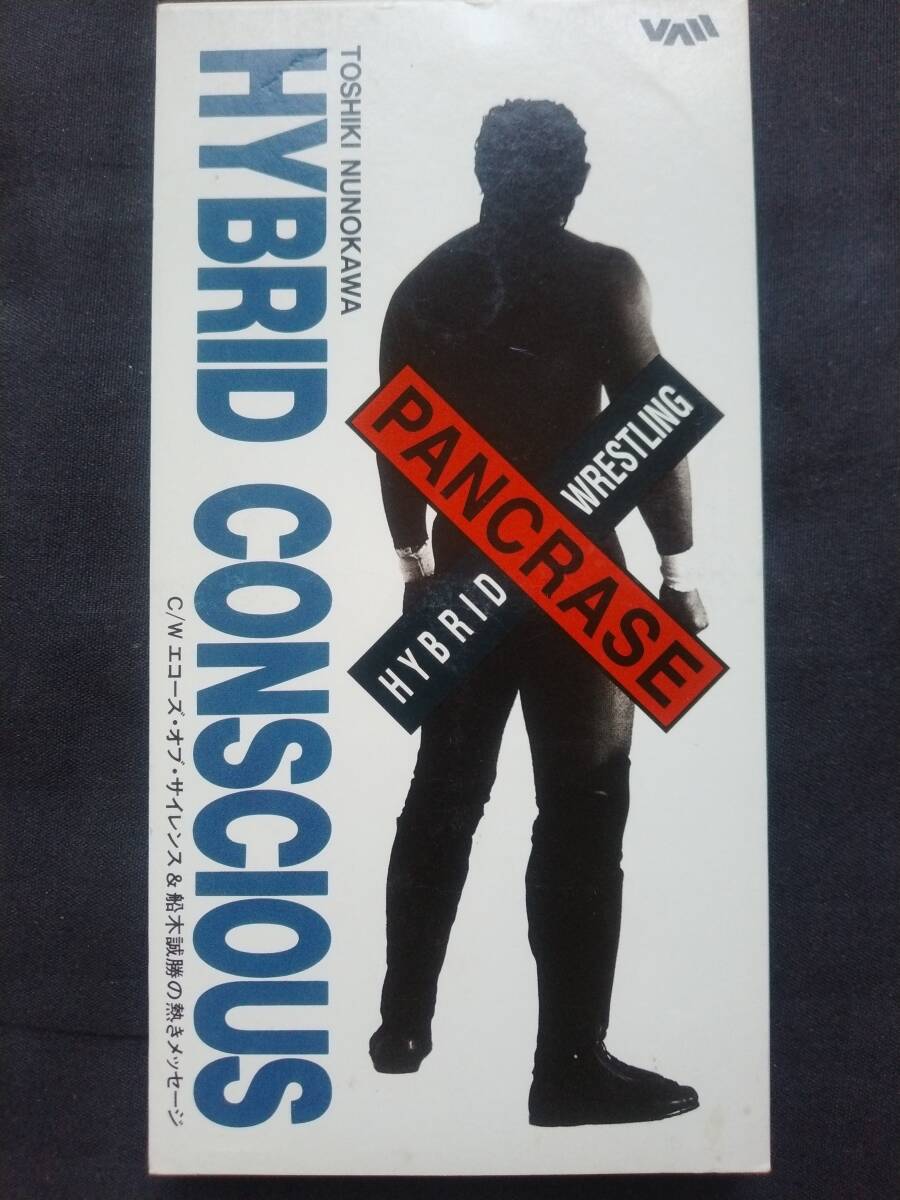 VAII
TOSHIKI NUNOKAWA
HYBRID CONSCIOUS
C/W エコーズ・オブ・サイレンス & 船木誠勝の熱きメッセージ
PANCRASE
HYBRID WRESTLING